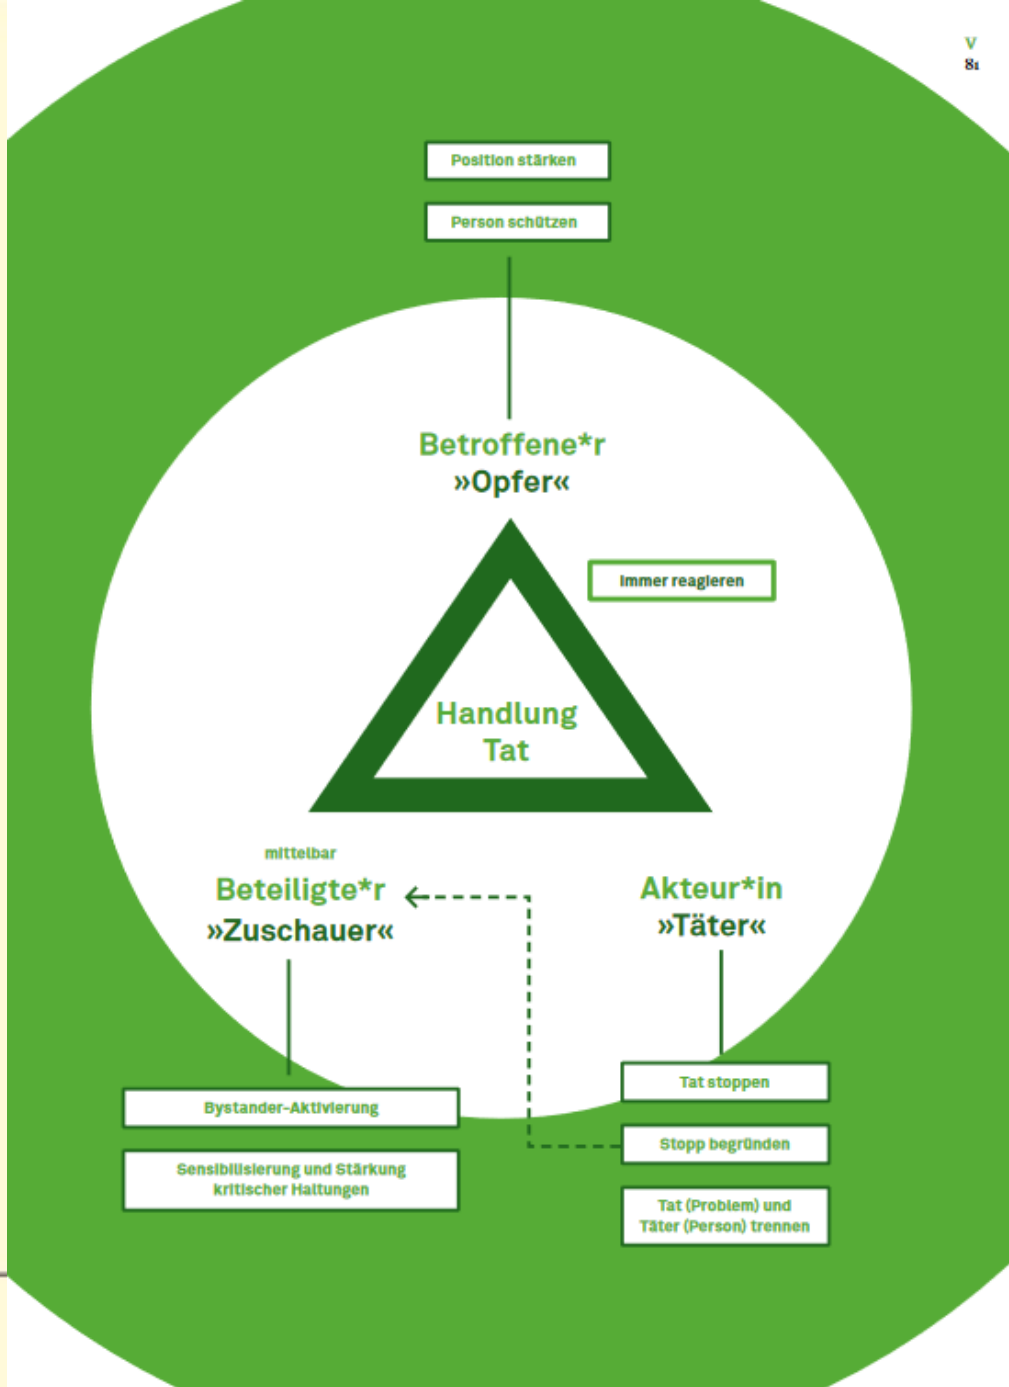 V
81
Position stärken
Person schützen
Betroffene*r
»Opfer«
Immer reagieren
Handlung
Tat
mittelbar
Beteiligte*r
»Zuschauer«
Akteur*in
»Täter«
Tat stoppen
Bystander-Aktivierung
Stopp begründen
Sensibilisierung und Stärkung
kritischer Haltungen
Tat (Problem) und
Täter (Person) trennen